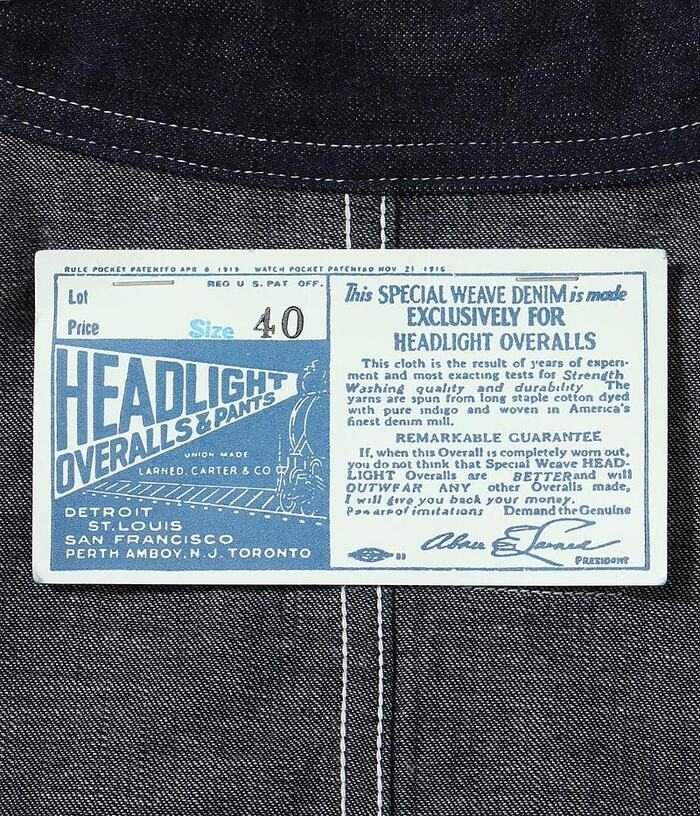 RULE POCKET PATENTED APR 8 1919 WATCH POCKET PATENTED NOV 21 1916
REG U S. PAT OFF.
Lot
Price
Size 40
HEADLIGHT
OVERALLS & PANTS
UNION MADE
LARNED, CARTER & CO
DETROIT
ST. LOUIS
SAN FRANCISCO
PERTH AMBOY, N.J. TORONTO
This SPECIAL WEAVE DENIM is made
EXCLUSIVELY FOR
HEADLIGHT OVERALLS
This cloth is the result of years of experi-
ment and most exacting tests for Strength
Washing quality and durability The
yarns are spun from long staple cotton dyed
with pure indigo and woven in America's
finest denim mill.
REMARKABLE GUARANTEE
If, when this Overall is completely worn out,
you do not think that Special Weave HEAD-
LIGHT Overalls are BETTER and will
OUTWEAR ANY other Overalls made,
I will give you back your money.
Beware of imitations Demand the Genuine
PRESIDENT